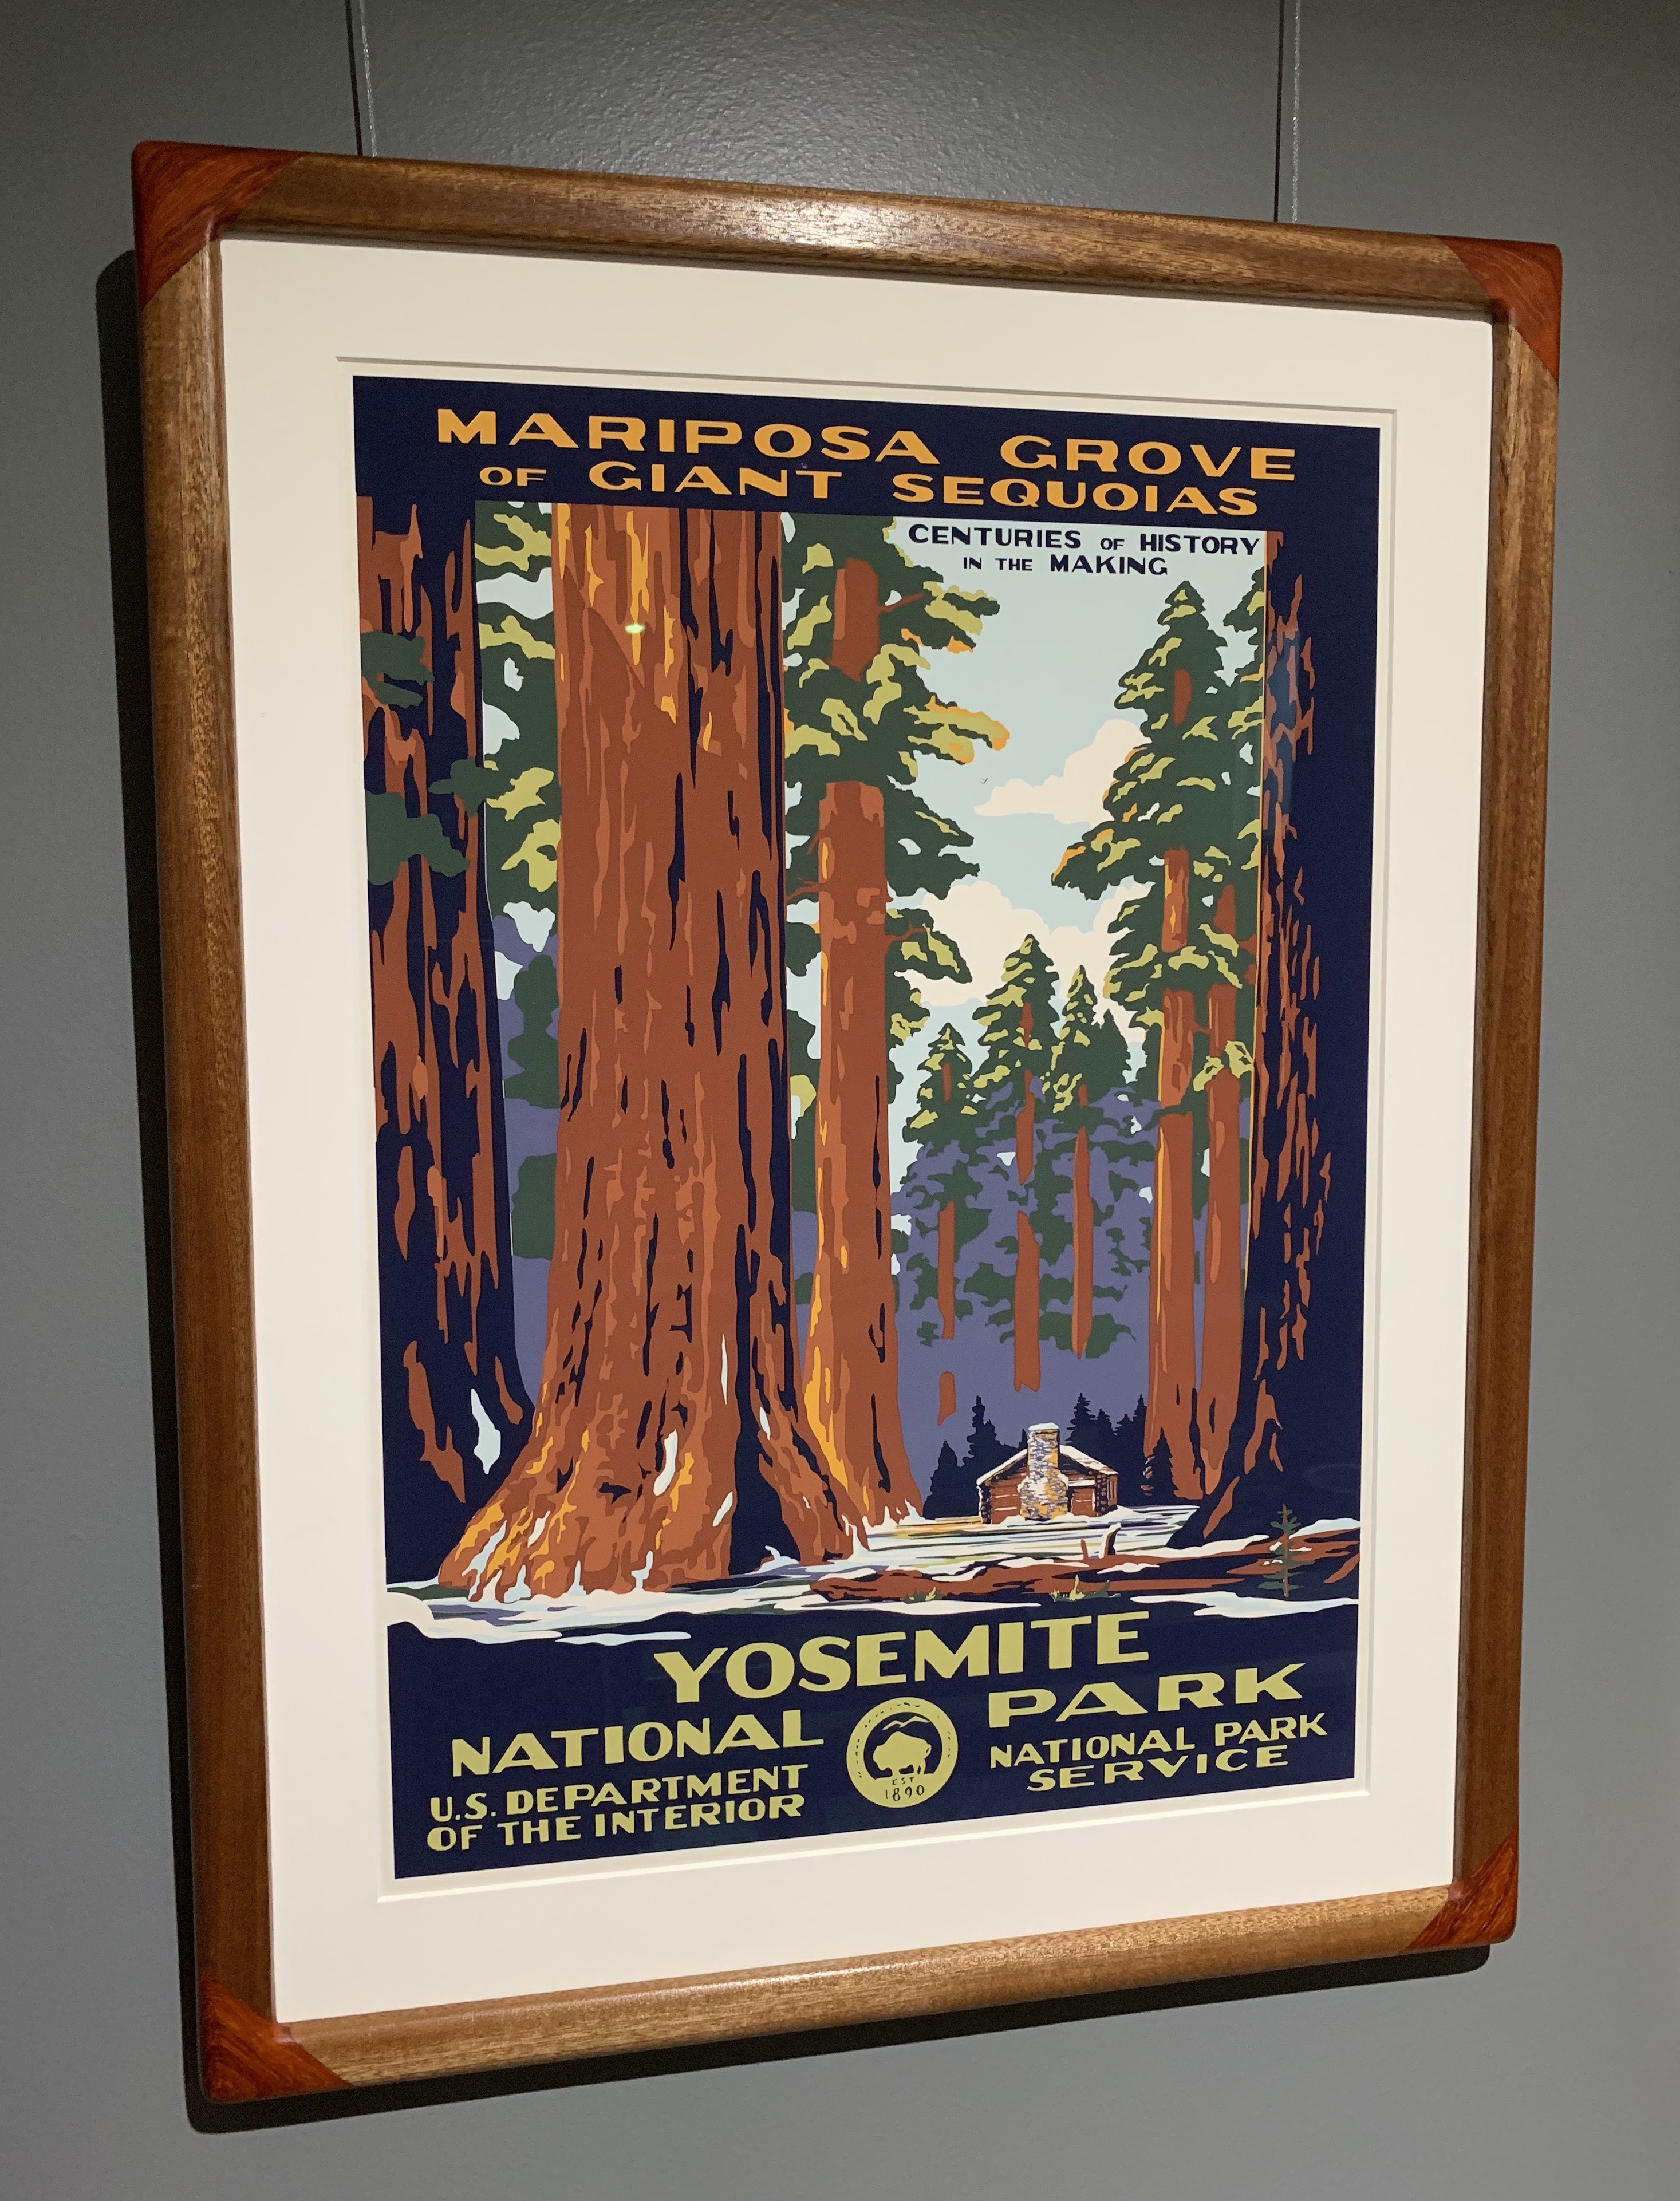 MARIPOSA GROVE
OF GIANT SEQUOIAS
CENTURIES OF HISTORY
IN THE MAKING
YOSEMITE
NATIONAL PARK
U.S. DEPARTMENT
OF THE INTERIOR
EST
1890
NATIONAL PARK
SERVICE